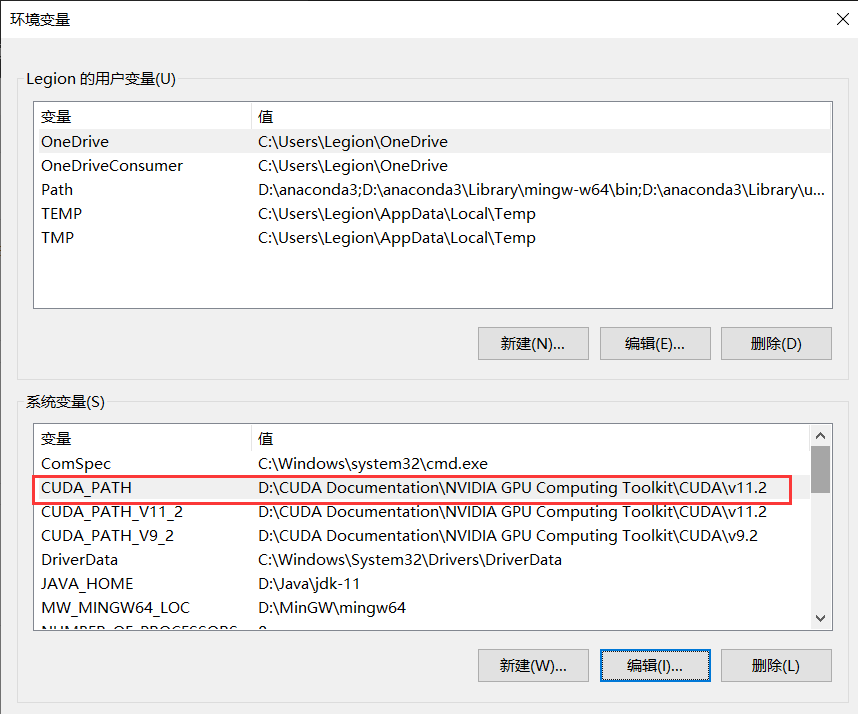 环境变量
Legion 的用户变量(U)
变量 值
OneDrive C:\Users\Legion\OneDrive
OneDriveConsumer C:\Users\Legion\OneDrive
Path D:\anaconda3;D:\anaconda3\Library\mingw-w64\bin;D:\anaconda3\Library\u...
TEMP C:\Users\Legion\AppData\Local\Temp
TMP C:\Users\Legion\AppData\Local\Temp
新建(N)... 编辑(E)... 删除(D)
系统变量(S)
变量 值
ComSpec C:\Windows\system32\cmd.exe
CUDA_PATH D:\CUDA Documentation\NVIDIA GPU Computing Toolkit\CUDA\v11.2
CUDA_PATH_V11_2 D:\CUDA Documentation\NVIDIA GPU Computing Toolkit\CUDA\v11.2
CUDA_PATH_V9_2 D:\CUDA Documentation\NVIDIA GPU Computing Toolkit\CUDA\v9.2
DriverData C:\Windows\System32\Drivers\DriverData
JAVA_HOME D:\Java\jdk-11
MW_MINGW64_LOC D:\MinGW\mingw64
NUMBER_OF_PROCESSORS
新建(W)... 编辑(I)... 删除(L)